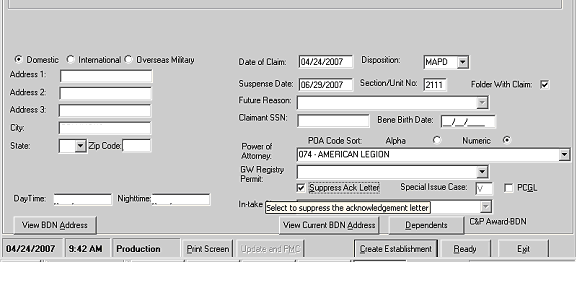 Domestic International Overseas Military
Address 1:
Address 2:
Address 3:
City:
State: Zip Code:
DayTime: Nighttime:
View BDN Address
Date of Claim: 04/24/2007 Disposition: MAPD
Suspense Date: 06/29/2007 Section/Unit No: 2111 Folder With Claim:
Future Reason:
Claimant SSN: Bene Birth Date: __/__/____
POA Code Sort: Alpha Numeric
Power of Attorney: 074 - AMERICAN LEGION
GW Registry Permit:
Suppress Ack Letter Special Issue Case: V PCGL
In-take
Select to suppress the acknowledgement letter
View Current BDN Address Dependents C&P Award-BDN
04/24/2007 9:42 AM Production Print Screen Update and PMC Create Establishment Ready Exit